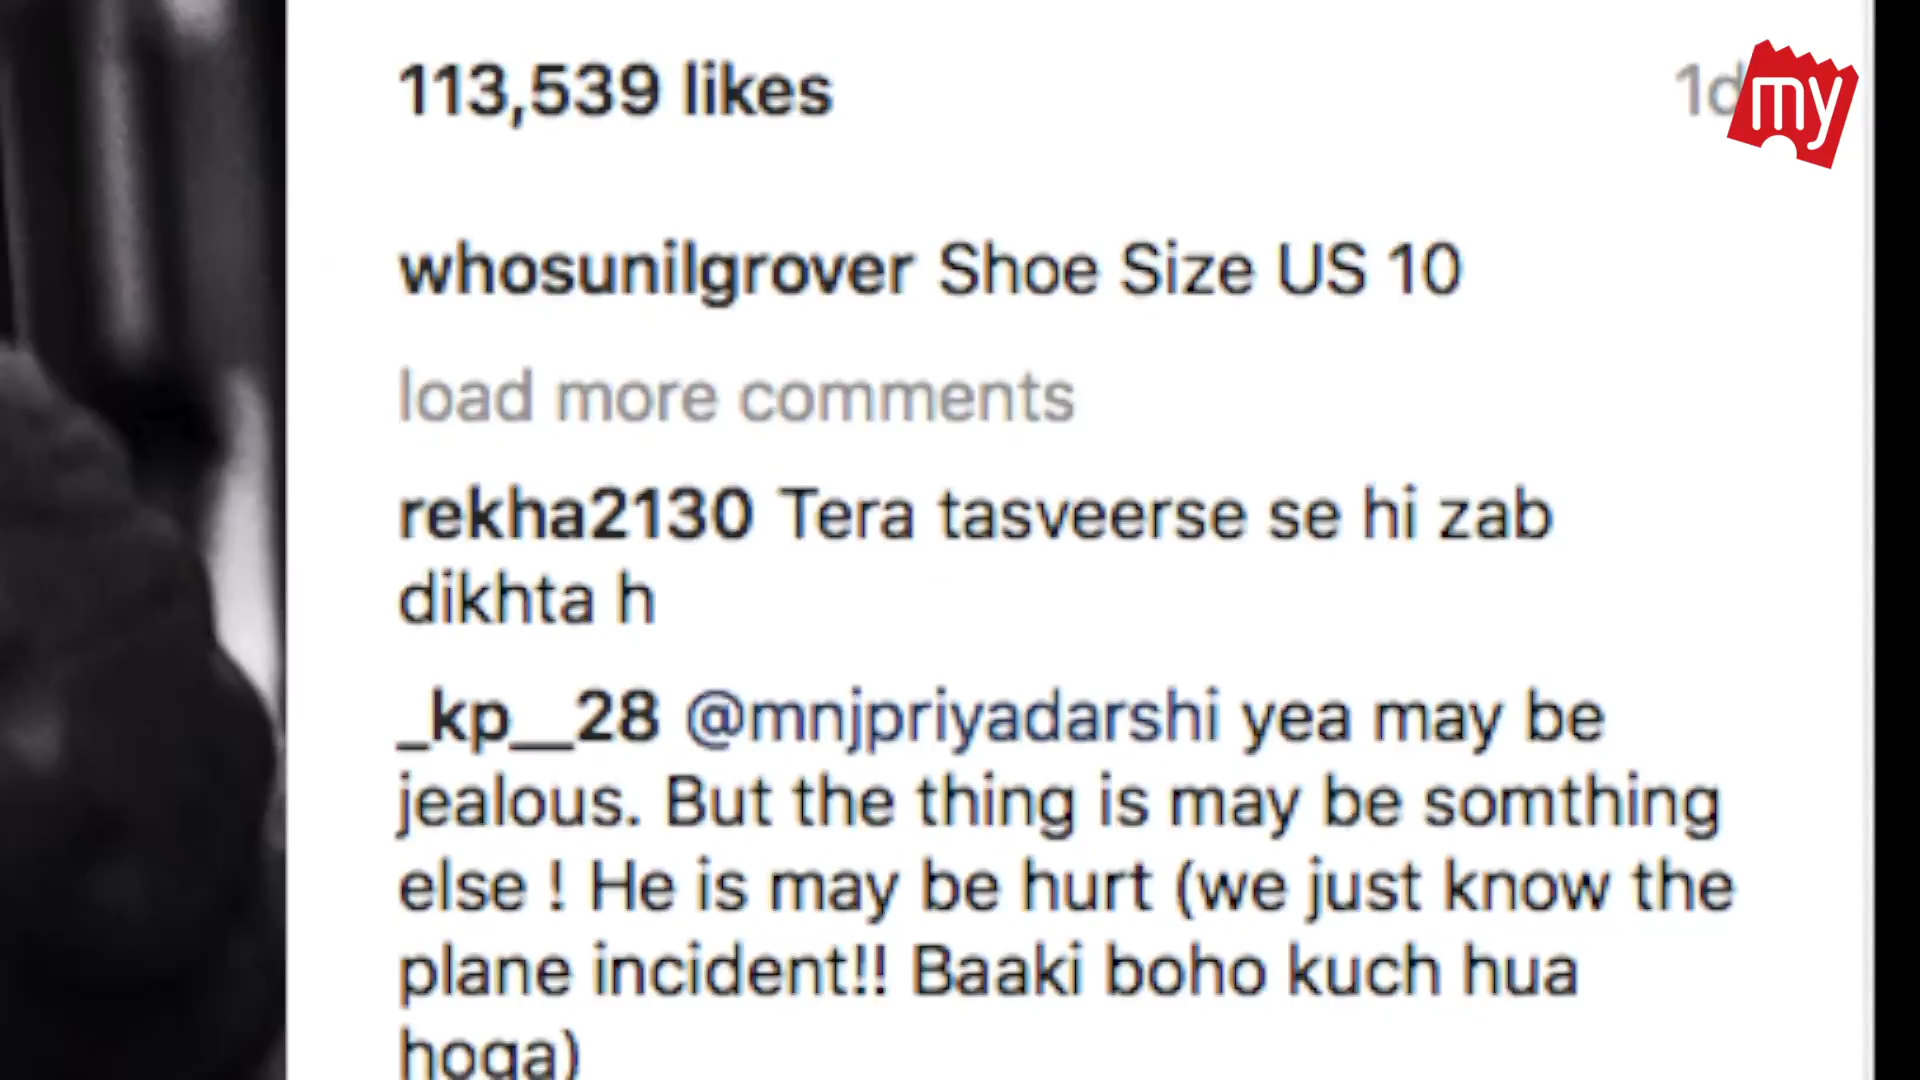 113,539 likes
1d
my
whosunilgrover Shoe Size US 10
load more comments
rekha2130 Tera tasveerse se hi zab
dikhta h
_kp__28 @mnjpriyadarshi yea may be
jealous. But the thing is may be somthing
else ! He is may be hurt (we just know the
plane incident!! Baaki boho kuch hua
hoga)